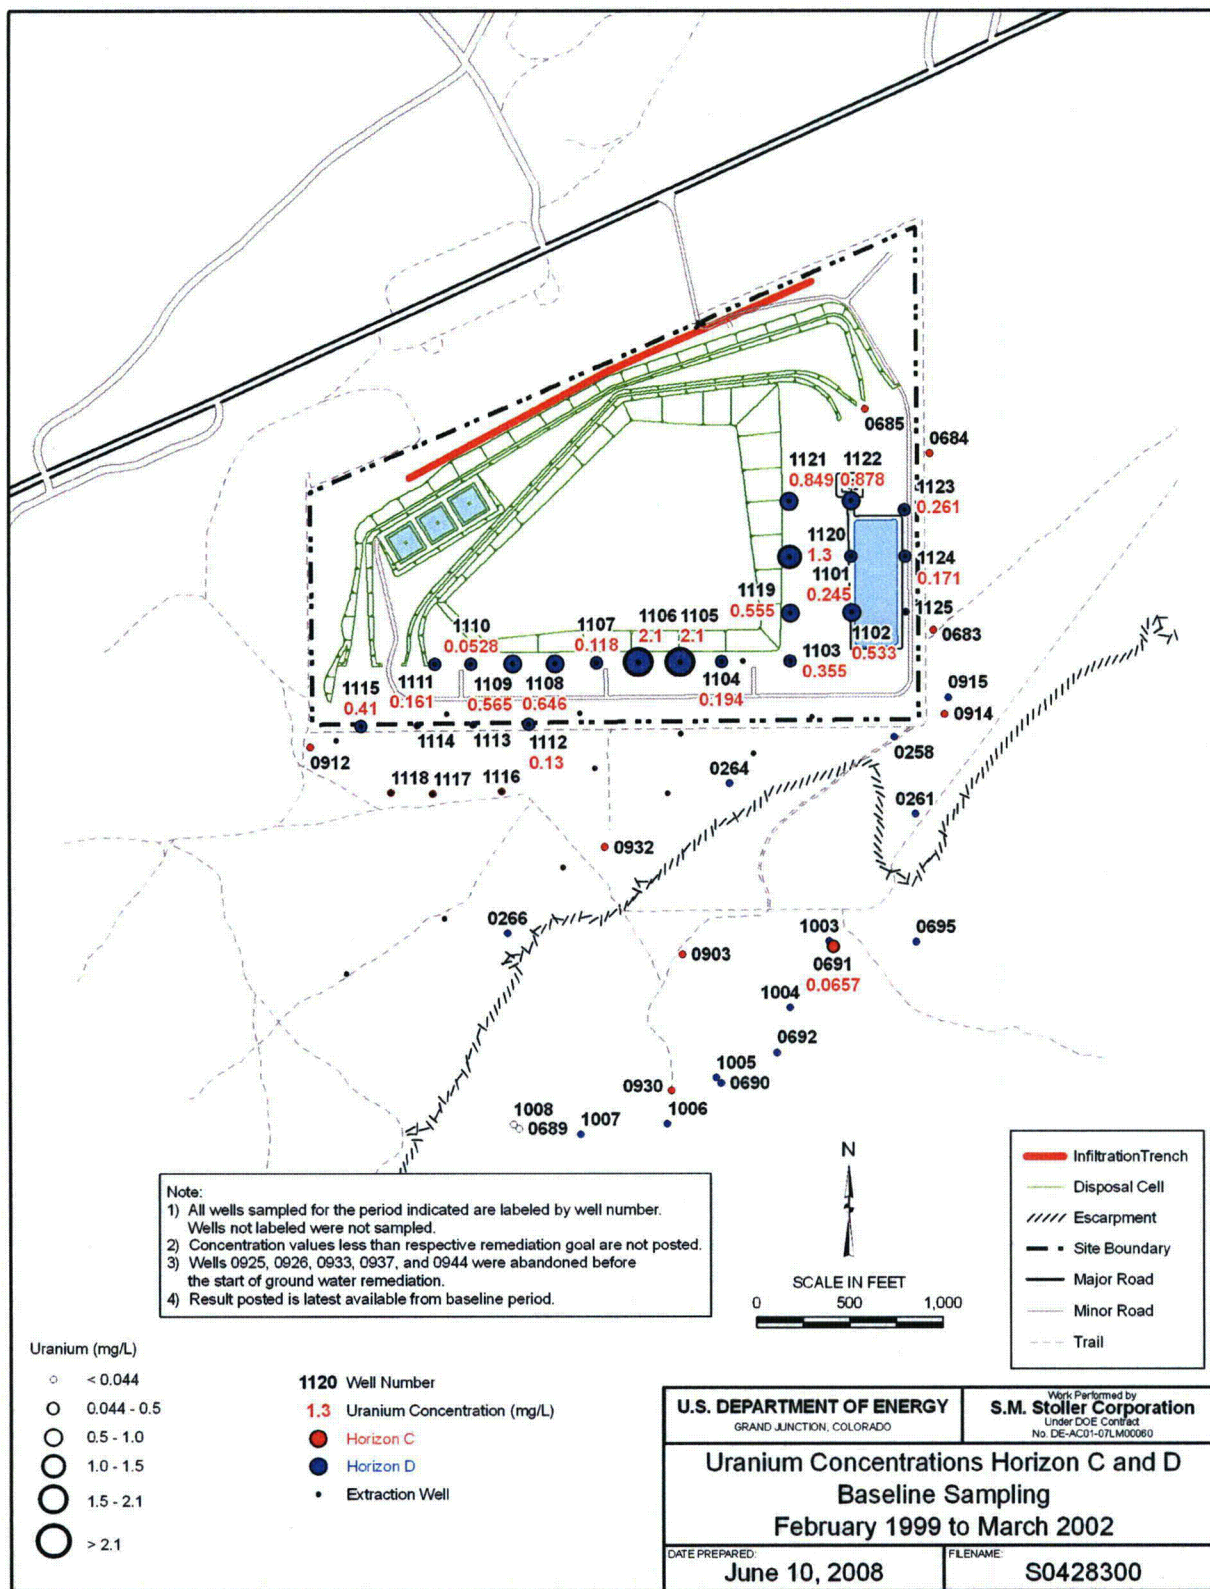 0685
0684
1121
1122
0.849
0.878
1123
0.261
1120
1.3
1124
1101
0.171
0.245
1119
0.555
1125
1106
1105
1107
2.1
2.1
1110
0.118
0.0528
1102
0683
1103
0.533
0.355
1111
1115
0.161
0.41
1109
1108
0.565
0.646
1104
0.194
0915
0914
1114
1113
1112
0.13
0912
0258
0264
1118
1117
1116
0261
0932
0266
1003
0695
0903
0691
0.0657
1004
0692
1005
0690
0930
1008
0689
1007
1006
N
SCALE IN FEET
0 500 1,000
InfiltrationTrench
Disposal Cell
Escarpment
Site Boundary
Major Road
Minor Road
Trail
Note:
1) All wells sampled for the period indicated are labeled by well number.
Wells not labeled were not sampled.
2) Concentration values less than respective remediation goal are not posted.
3) Wells 0925, 0926, 0933, 0937, and 0944 were abandoned before
the start of ground water remediation.
4) Result posted is latest available from baseline period.
Uranium (mg/L)
< 0.044
0.044 - 0.5
0.5 - 1.0
1.0 - 1.5
1.5 - 2.1
> 2.1
1120 Well Number
1.3 Uranium Concentration (mg/L)
Horizon C
Horizon D
Extraction Well
U.S. DEPARTMENT OF ENERGY
GRAND JUNCTION, COLORADO
Work Performed by
S.M. Stoller Corporation
Under DOE Contract
No. DE-AC01-07LM00060
Uranium Concentrations Horizon C and D
Baseline Sampling
February 1999 to March 2002
DATE PREPARED:
June 10, 2008
FILENAME:
S0428300